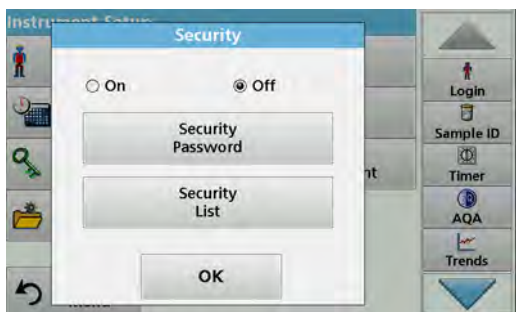 Security
On
Off
Security
Password
Security
List
OK
Login
Sample ID
Timer
AQA
Trends